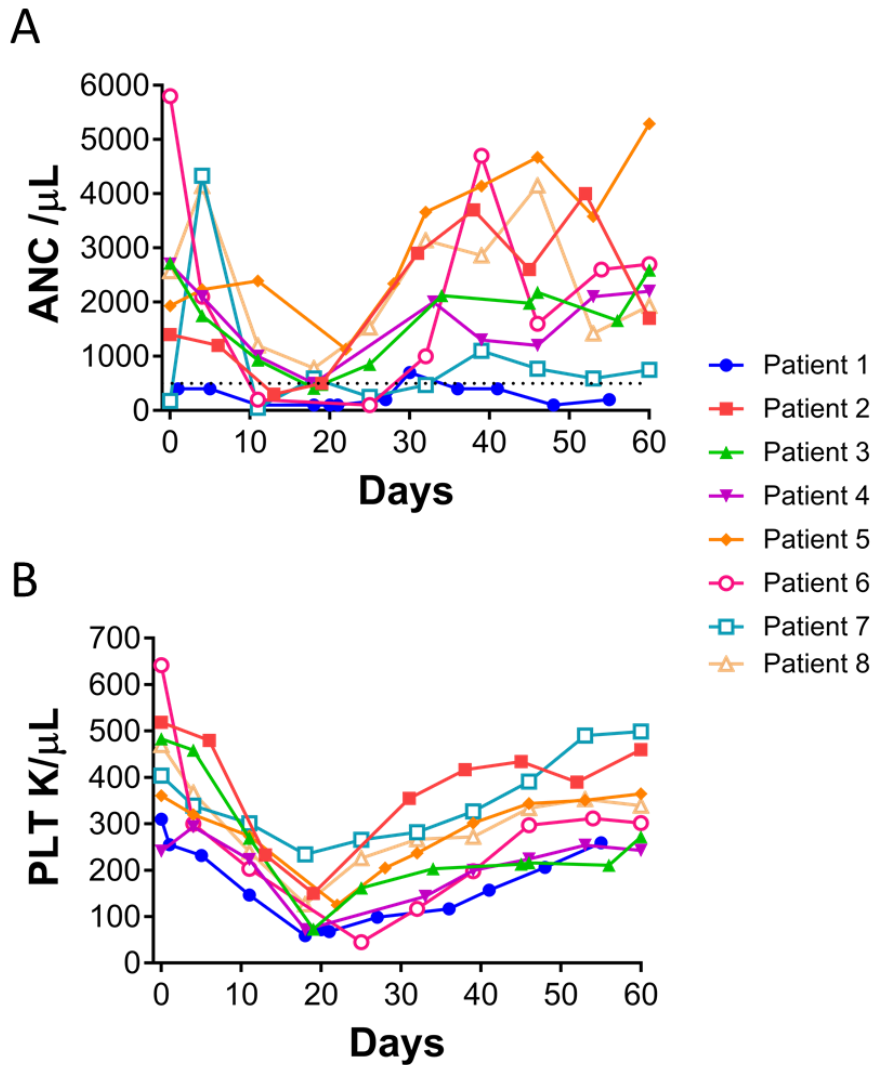 A
6000
5000
4000
3000
2000
1000
0
ANC /μL
0 10 20 30 40 50 60
Days
Patient 1
Patient 2
Patient 3
Patient 4
Patient 5
Patient 6
Patient 7
Patient 8
B
700
600
500
400
300
200
100
0
PLT K/μL
0 10 20 30 40 50 60
Days